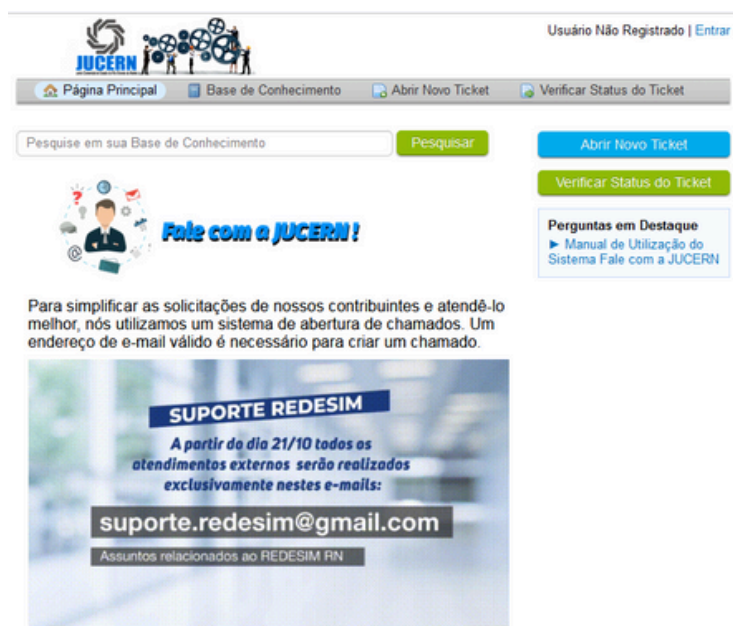 Usuário Não Registrado | Entrar
JUCERN
Página Principal
Base de Conhecimento
Abrir Novo Ticket
Verificar Status do Ticket
Pesquise em sua Base de Conhecimento
Pesquisar
Abrir Novo Ticket
Verificar Status do Ticket
Fale com a JUCERN!
Perguntas em Destaque
► Manual de Utilização do
Sistema Fale com a JUCERN
Para simplificar as solicitações de nossos contribuintes e atendê-lo
melhor, nós utilizamos um sistema de abertura de chamados. Um
endereço de e-mail válido é necessário para criar um chamado.
SUPORTE REDESIM
A partir do dia 21/10 todos os
atendimentos externos serão realizados
exclusivamente nestes e-mails:
suporte.redesim@gmail.com
Assuntos relacionados ao REDESIM RN